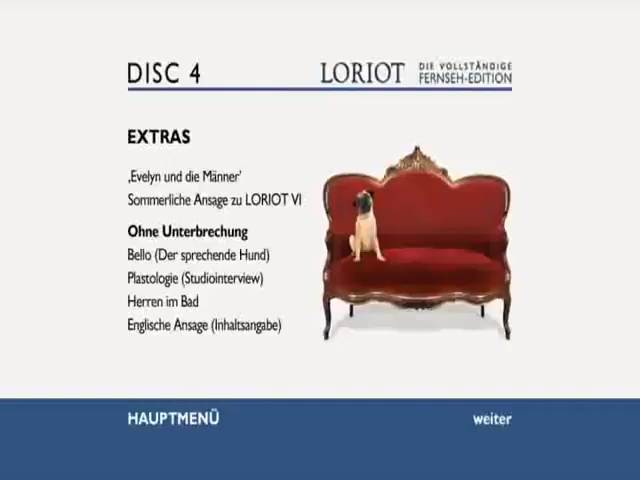 DISC 4
LORIOT DIE VOLLSTÄNDIGE
FERNSEH-EDITION
EXTRAS
‚Evelyn und die Männer'
Sommerliche Ansage zu LORIOT VI
Ohne Unterbrechung
Bello (Der sprechende Hund)
Plastologie (Studiointerview)
Herren im Bad
Englische Ansage (Inhaltsangabe)
HAUPTMENÜ
weiter